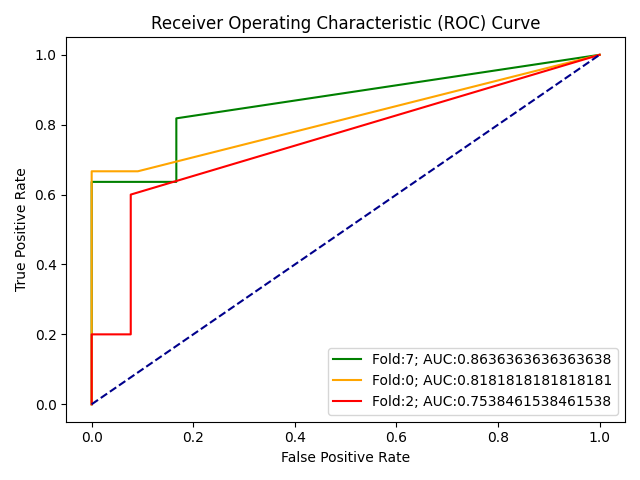 Receiver Operating Characteristic (ROC) Curve
1.0
0.8
0.6
0.4
0.2
0.0
True Positive Rate
Fold:7; AUC:0.8636363636363638
Fold:0; AUC:0.8181818181818181
Fold:2; AUC:0.7538461538461538
0.0 0.2 0.4 0.6 0.8 1.0
False Positive Rate